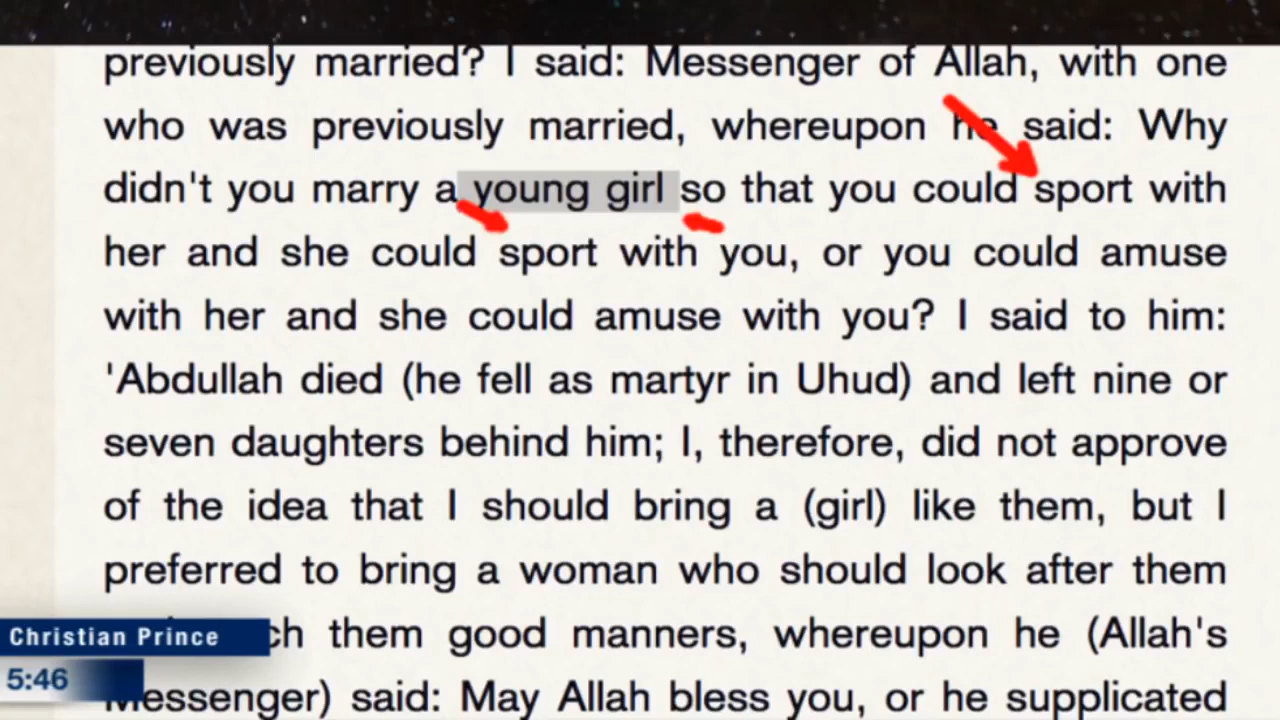 previously married? I said: Messenger of Allah, with one
who was previously married, whereupon he said: Why
didn't you marry a young girl so that you could sport with
her and she could sport with you, or you could amuse
with her and she could amuse with you? I said to him:
'Abdullah died (he fell as martyr in Uhud) and left nine or
seven daughters behind him; I, therefore, did not approve
of the idea that I should bring a (girl) like them, but I
preferred to bring a woman who should look after them
them good manners, whereupon he (Allah's
Christian Prince
5:46
Messenger) said: May Allah bless you, or he supplicated